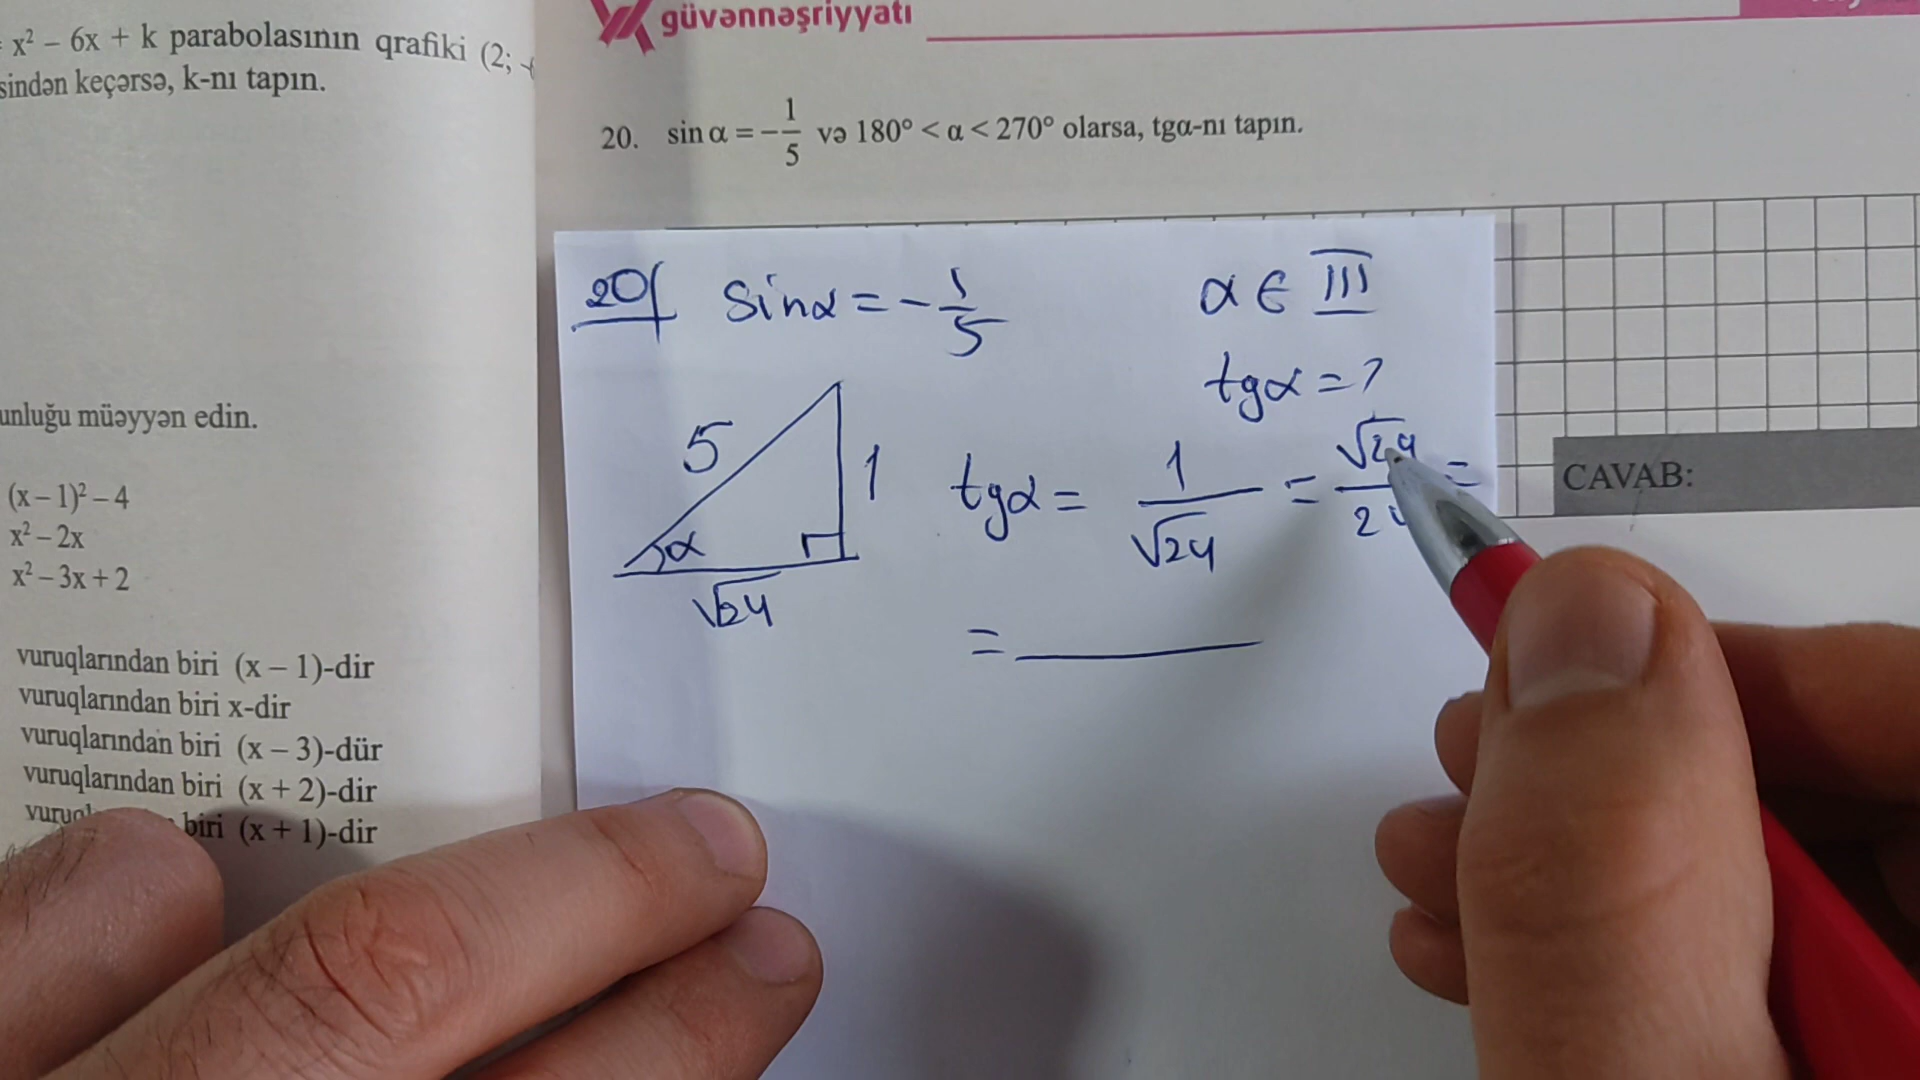 x² – 6x + k parabolasının qrafiki (2;
sindən keçərsə, k-nı tapın.
unluğu müəyyən edin.
(x – 1)² – 4
x² – 2x
x² – 3x + 2
vuruqlarından biri (x – 1)-dir
vuruqlarından biri x-dir
vuruqlarından biri (x – 3)-dür
vuruqlarından biri (x + 2)-dir
biri (x + 1)-dir
güvənnəşriyyatı
20. sin α = –1/5 və 180° < α < 270° olarsa, tgα-nı tapın.
20 sinα = –1/5 α ∈ III
tgα = ?
5 1 α √24
tgα = 1/√24 = √24/24 =
=
CAVAB: